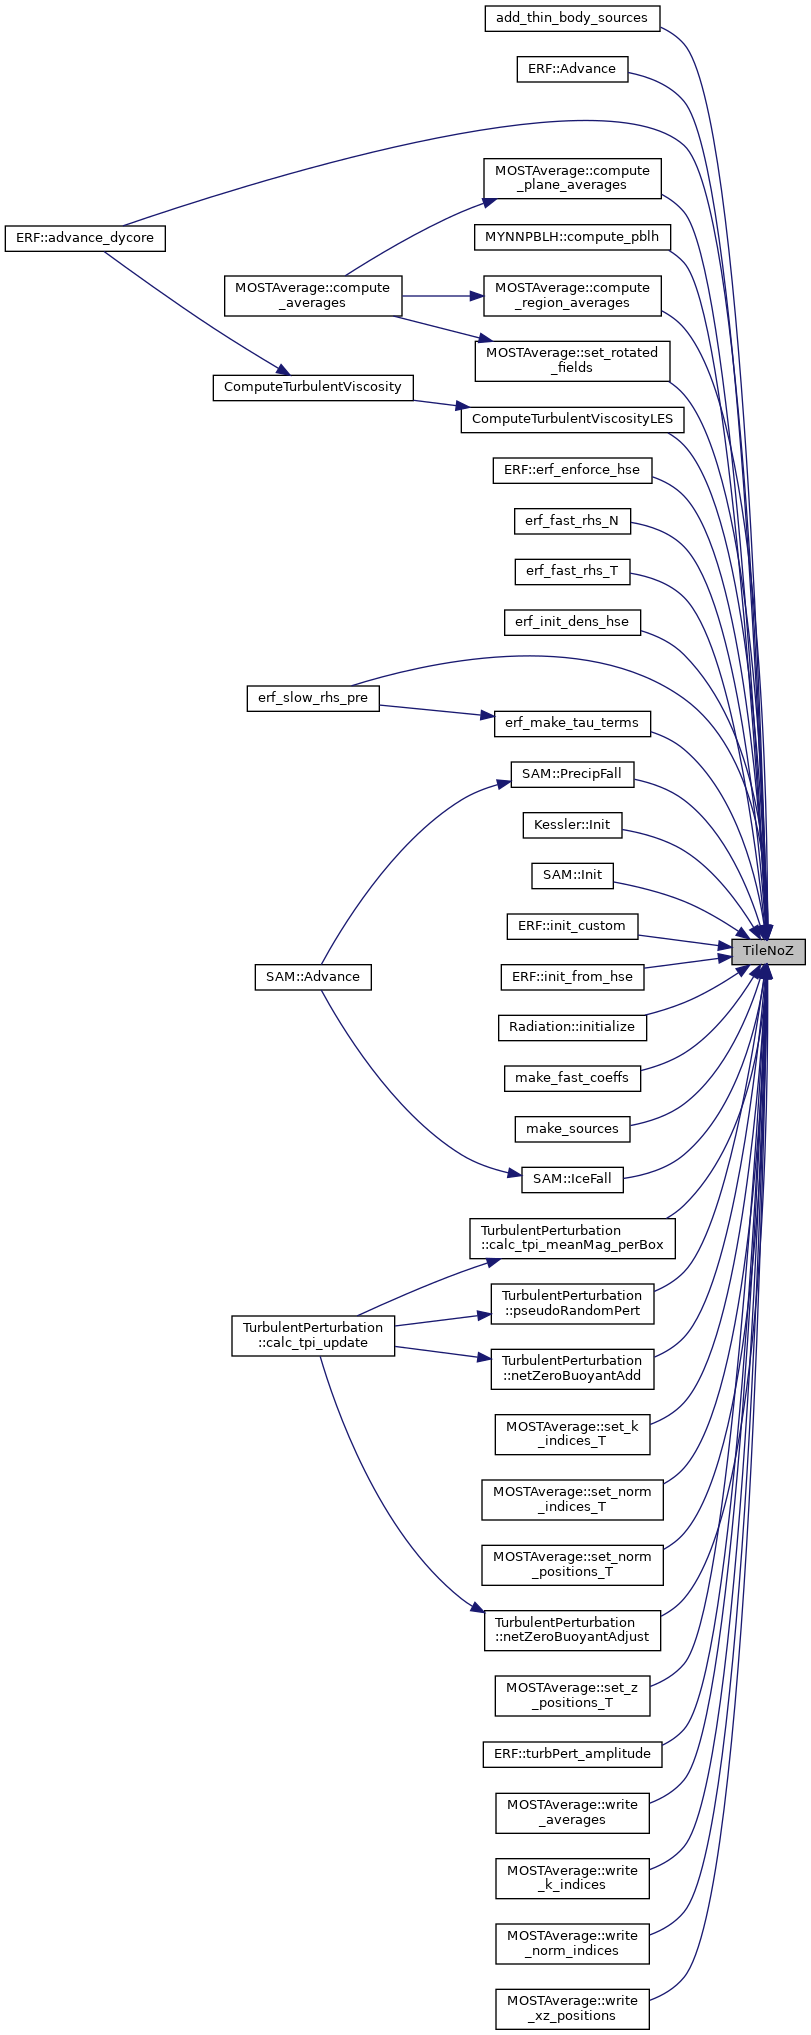 add_thin_body_sources
ERF::Advance
MOSTAverage::compute
_plane_averages
ERF::advance_dycore
MYNNPBLH::compute_pblh
MOSTAverage::compute
_averages
MOSTAverage::compute
_region_averages
MOSTAverage::set_rotated
_fields
ComputeTurbulentViscosity
ComputeTurbulentViscosityLES
ERF::erf_enforce_hse
erf_fast_rhs_N
erf_fast_rhs_T
erf_init_dens_hse
erf_slow_rhs_pre
erf_make_tau_terms
SAM::PrecipFall
Kessler::Init
SAM::Init
ERF::init_custom
TileNoZ
SAM::Advance
ERF::init_from_hse
Radiation::initialize
make_fast_coeffs
make_sources
SAM::IceFall
TurbulentPerturbation
::calc_tpi_meanMag_perBox
TurbulentPerturbation
::pseudoRandomPert
TurbulentPerturbation
::calc_tpi_update
TurbulentPerturbation
::netZeroBuoyantAdd
MOSTAverage::set_k
_indices_T
MOSTAverage::set_norm
_indices_T
MOSTAverage::set_norm
_positions_T
TurbulentPerturbation
::netZeroBuoyantAdjust
MOSTAverage::set_z
_positions_T
ERF::turbPert_amplitude
MOSTAverage::write
_averages
MOSTAverage::write
_k_indices
MOSTAverage::write
_norm_indices
MOSTAverage::write
_xz_positions